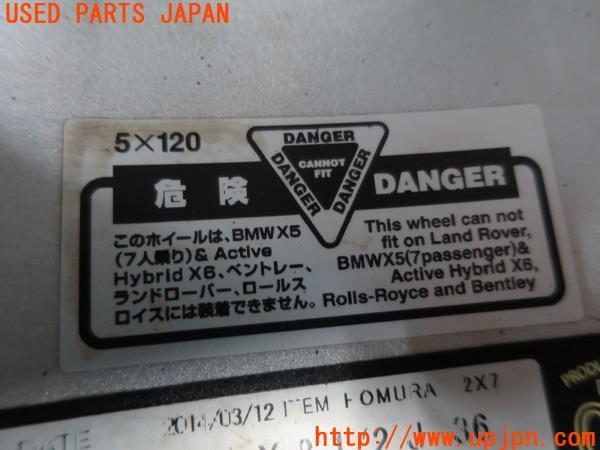 USED PARTS JAPAN
5×120
DANGER
DANGER
DANGER
CANNOT
FIT
危険
DANGER
このホイールは、BMWX5
(7人乗り)& Active
Hybrid X6、ベントレー、
ランドローバー、ロールス
ロイスには装着できません。
This wheel can not
fit on Land Rover,
BMWX5(7passenger)&
Active Hybrid X6,
Rolls-Royce and Bentley
2014/03/12 ITEM HOMURA 2X7
J 36
http://www.upjpn.com